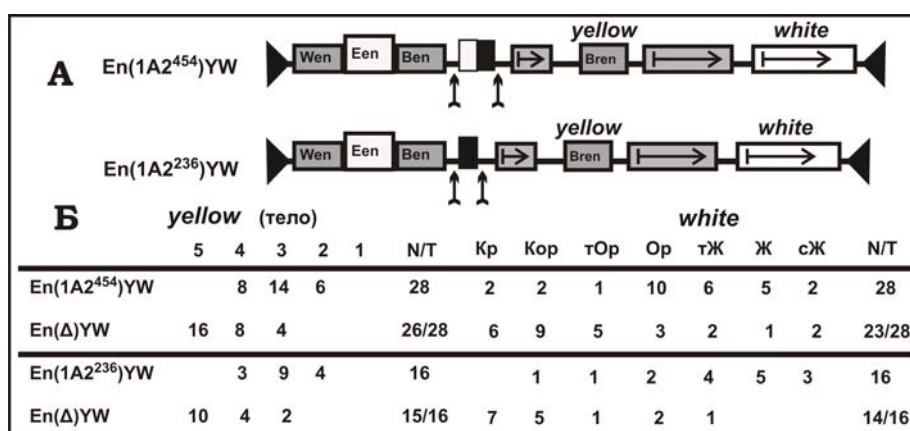 yellow white
А En(1A2⁴⁵⁴)YW Wen Een Ben Bren
yellow white
En(1A2²³⁶)YW Wen Een Ben Bren
Б yellow (тело) white
5 4 3 2 1 N/T Кр Кор тОр Ор тЖ Ж сЖ N/T
En(1A2⁴⁵⁴)YW 8 14 6 28 2 2 1 10 6 5 2 28
En(Δ)YW 16 8 4 26/28 6 9 5 3 2 1 2 23/28
En(1A2²³⁶)YW 3 9 4 16 1 1 2 4 5 3 16
En(Δ)YW 10 4 2 15/16 7 5 1 2 1 14/16